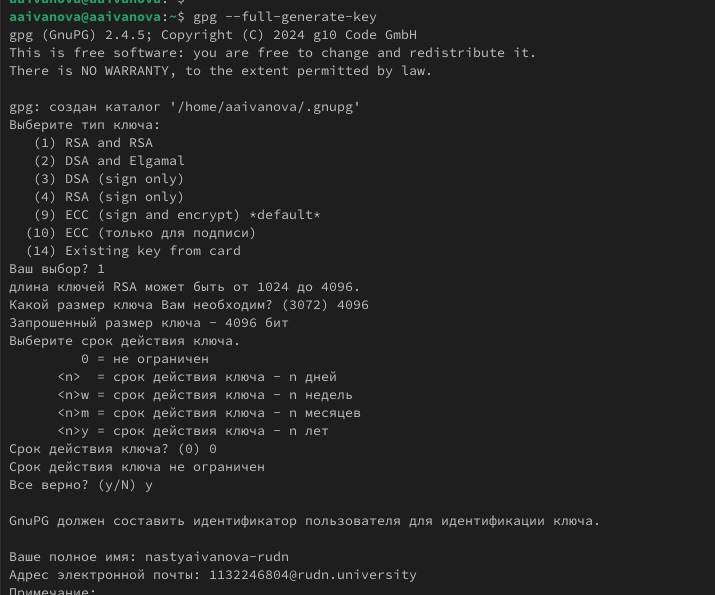 aaivanova@aaivanova:~$
aaivanova@aaivanova:~$ gpg --full-generate-key
gpg (GnuPG) 2.4.5; Copyright (C) 2024 g10 Code GmbH
This is free software: you are free to change and redistribute it.
There is NO WARRANTY, to the extent permitted by law.
gpg: создан каталог '/home/aaivanova/.gnupg'
Выберите тип ключа:
(1) RSA and RSA
(2) DSA and Elgamal
(3) DSA (sign only)
(4) RSA (sign only)
(9) ECC (sign and encrypt) *default*
(10) ECC (только для подписи)
(14) Existing key from card
Ваш выбор? 1
длина ключей RSA может быть от 1024 до 4096.
Какой размер ключа Вам необходим? (3072) 4096
Запрошенный размер ключа - 4096 бит
Выберите срок действия ключа.
0 = не ограничен
<n>  = срок действия ключа - n дней
<n>w = срок действия ключа - n недель
<n>m = срок действия ключа - n месяцев
<n>y = срок действия ключа - n лет
Срок действия ключа? (0) 0
Срок действия ключа не ограничен
Все верно? (y/N) y
GnuPG должен составить идентификатор пользователя для идентификации ключа.
Ваше полное имя: nastyaivanova-rudn
Адрес электронной почты: 1132246804@rudn.university
Примечание: